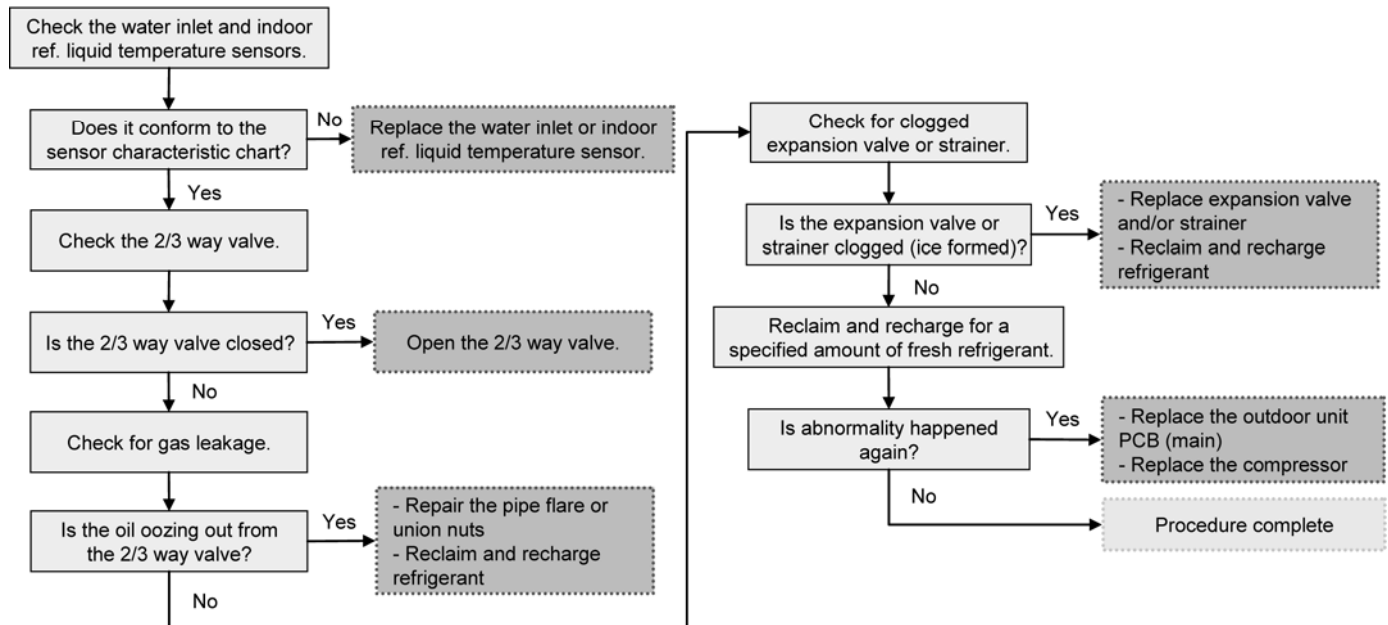 Check the water inlet and indoor
ref. liquid temperature sensors.
Does it conform to the
sensor characteristic chart?
No
Replace the water inlet or indoor
ref. liquid temperature sensor.
Yes
Check the 2/3 way valve.
Is the 2/3 way valve closed?
Yes
Open the 2/3 way valve.
No
Check for gas leakage.
Is the oil oozing out from
the 2/3 way valve?
Yes
- Repair the pipe flare or
union nuts
- Reclaim and recharge
refrigerant
No
Check for clogged
expansion valve or strainer.
Is the expansion valve or
strainer clogged (ice formed)?
Yes
- Replace expansion valve
and/or strainer
- Reclaim and recharge
refrigerant
No
Reclaim and recharge for a
specified amount of fresh refrigerant.
Is abnormality happened
again?
Yes
- Replace the outdoor unit
PCB (main)
- Replace the compressor
No
Procedure complete